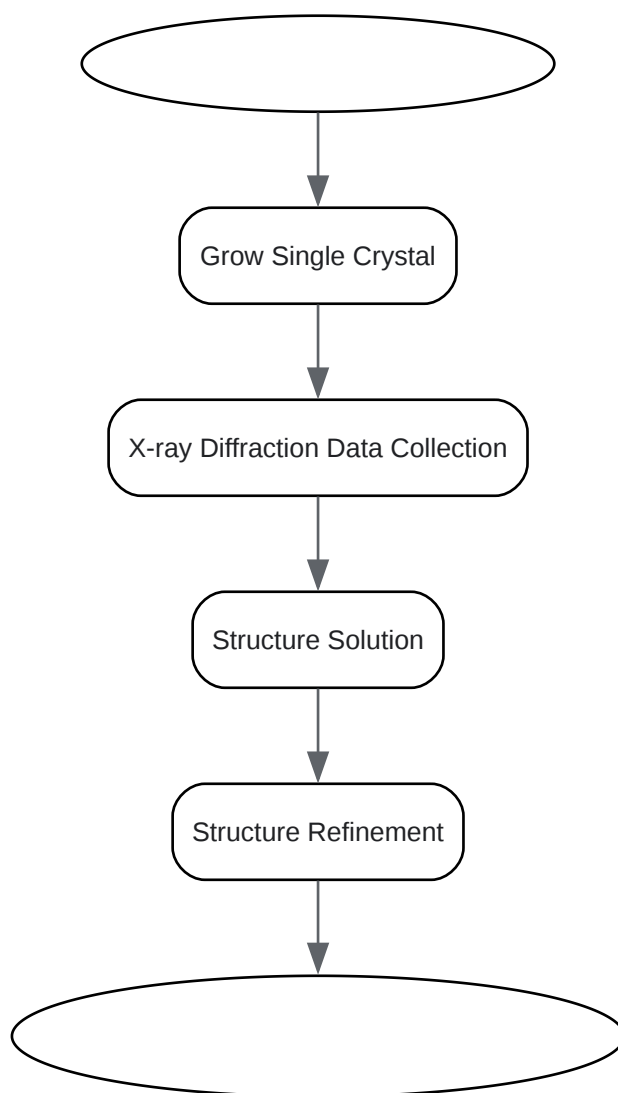 Grow Single Crystal
X-ray Diffraction Data Collection
Structure Solution
Structure Refinement